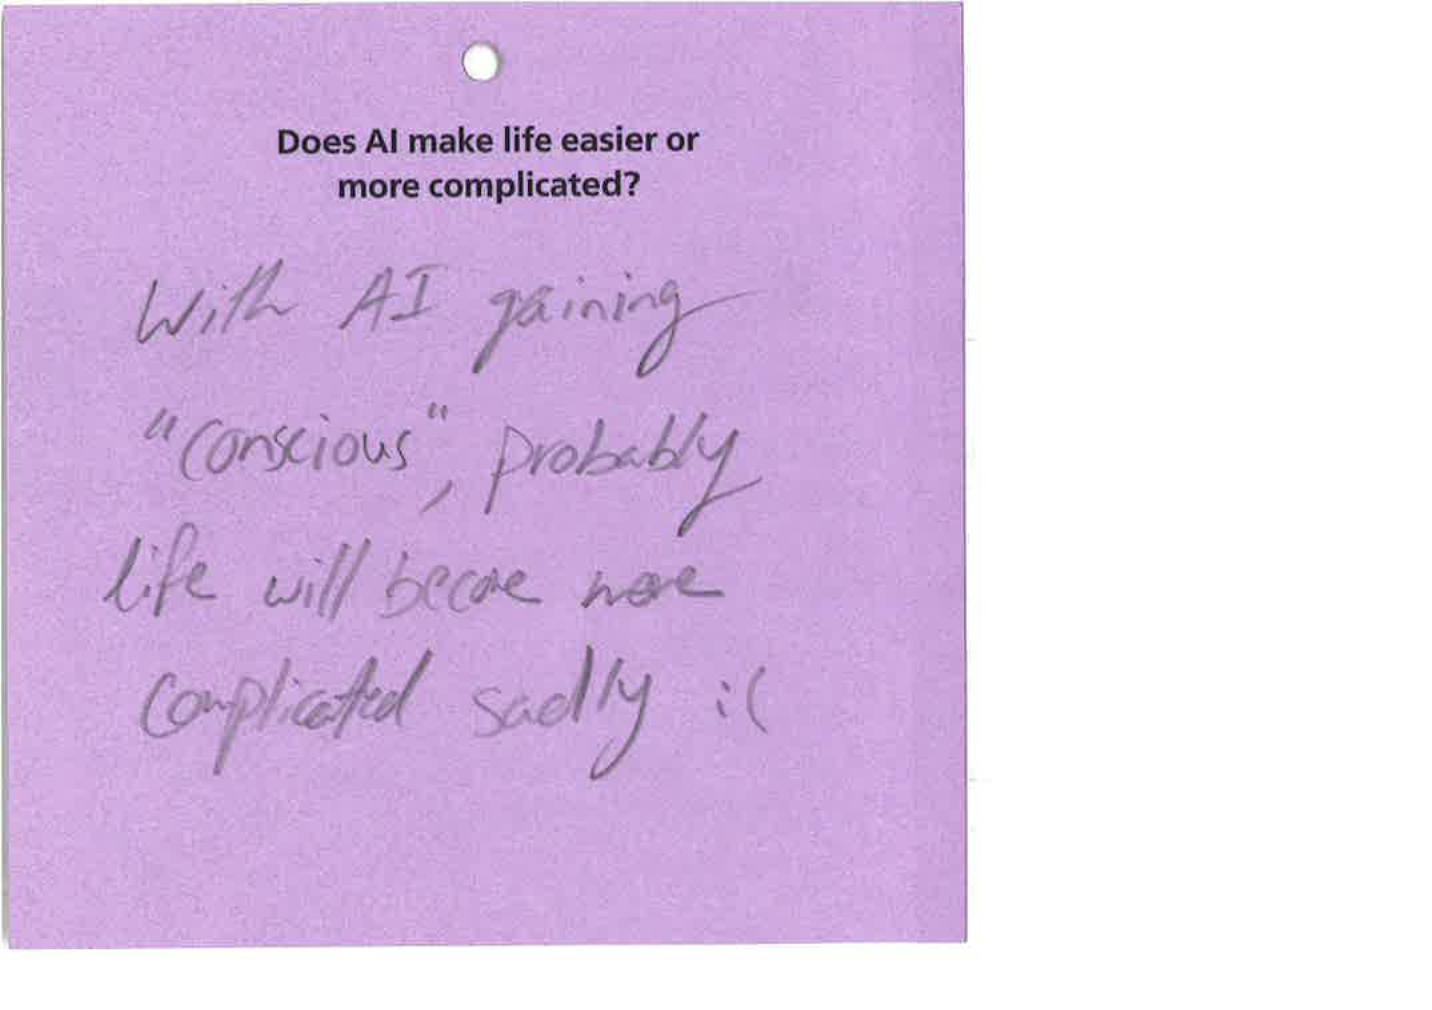 Does AI make life easier or
more complicated?
With AI gaining
"conscious", probably
life will become more
complicated sadly :(